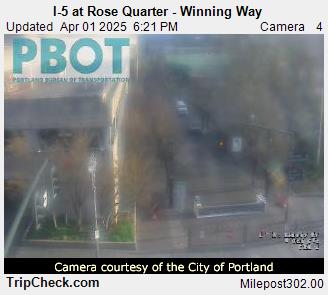 I-5 at Rose Quarter - Winning Way
Updated Apr 01 2025 6:21 PM Camera 4
PBOT
PORTLAND BUREAU OF TRANSPORTATION
Camera courtesy of the City of Portland
TripCheck.com Milepost302.00